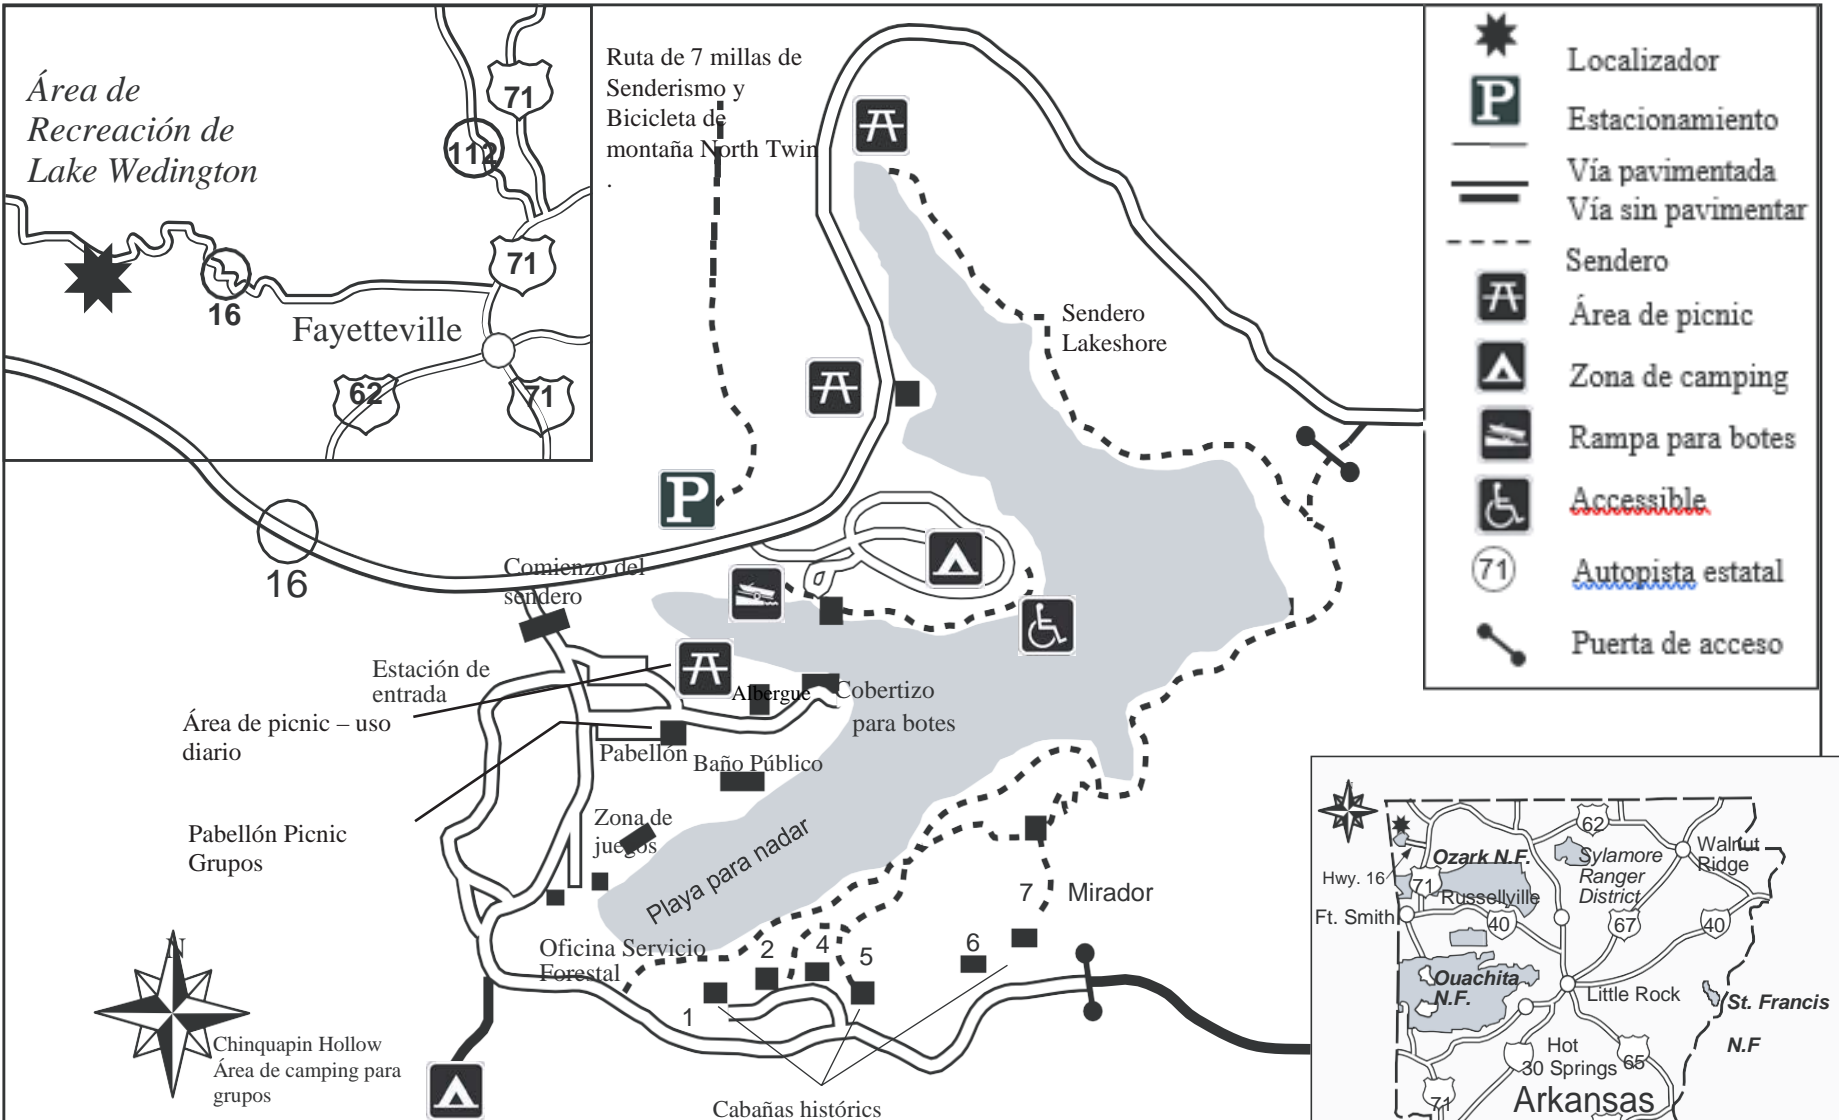 Área de
Recreación de
Lake Wedington
71
112
71
16
Fayetteville
62
71
Ruta de 7 millas de
Senderismo y
Bicicleta de
montaña North Twin
.
Sendero
Lakeshore
P
16
Comienzo del
sendero
Estación de
entrada
Área de picnic – uso
diario
Albergue
Cobertizo
para botes
Pabellón
Baño Público
Pabellón Picnic
Grupos
Zona de
juegos
Playa para nadar
7
Mirador
Oficina Servicio
Forestal
2
4
5
6
1
N
Chinquapin Hollow
Área de camping para
grupos
Cabañas histórics
Localizador
P
Estacionamiento
Vía pavimentada
Vía sin pavimentar
Sendero
Área de picnic
Zona de camping
Rampa para botes
Accessible
71
Autopista estatal
Puerta de acceso
62
Walnut
Ridge
Ozark N.F.
Sylamore
Ranger
District
Hwy. 16
71
Russellville
Ft. Smith
40
67
40
Ouachita
N.F.
Little Rock
St. Francis
N.F
Hot
Springs
30
65
71
Arkansas